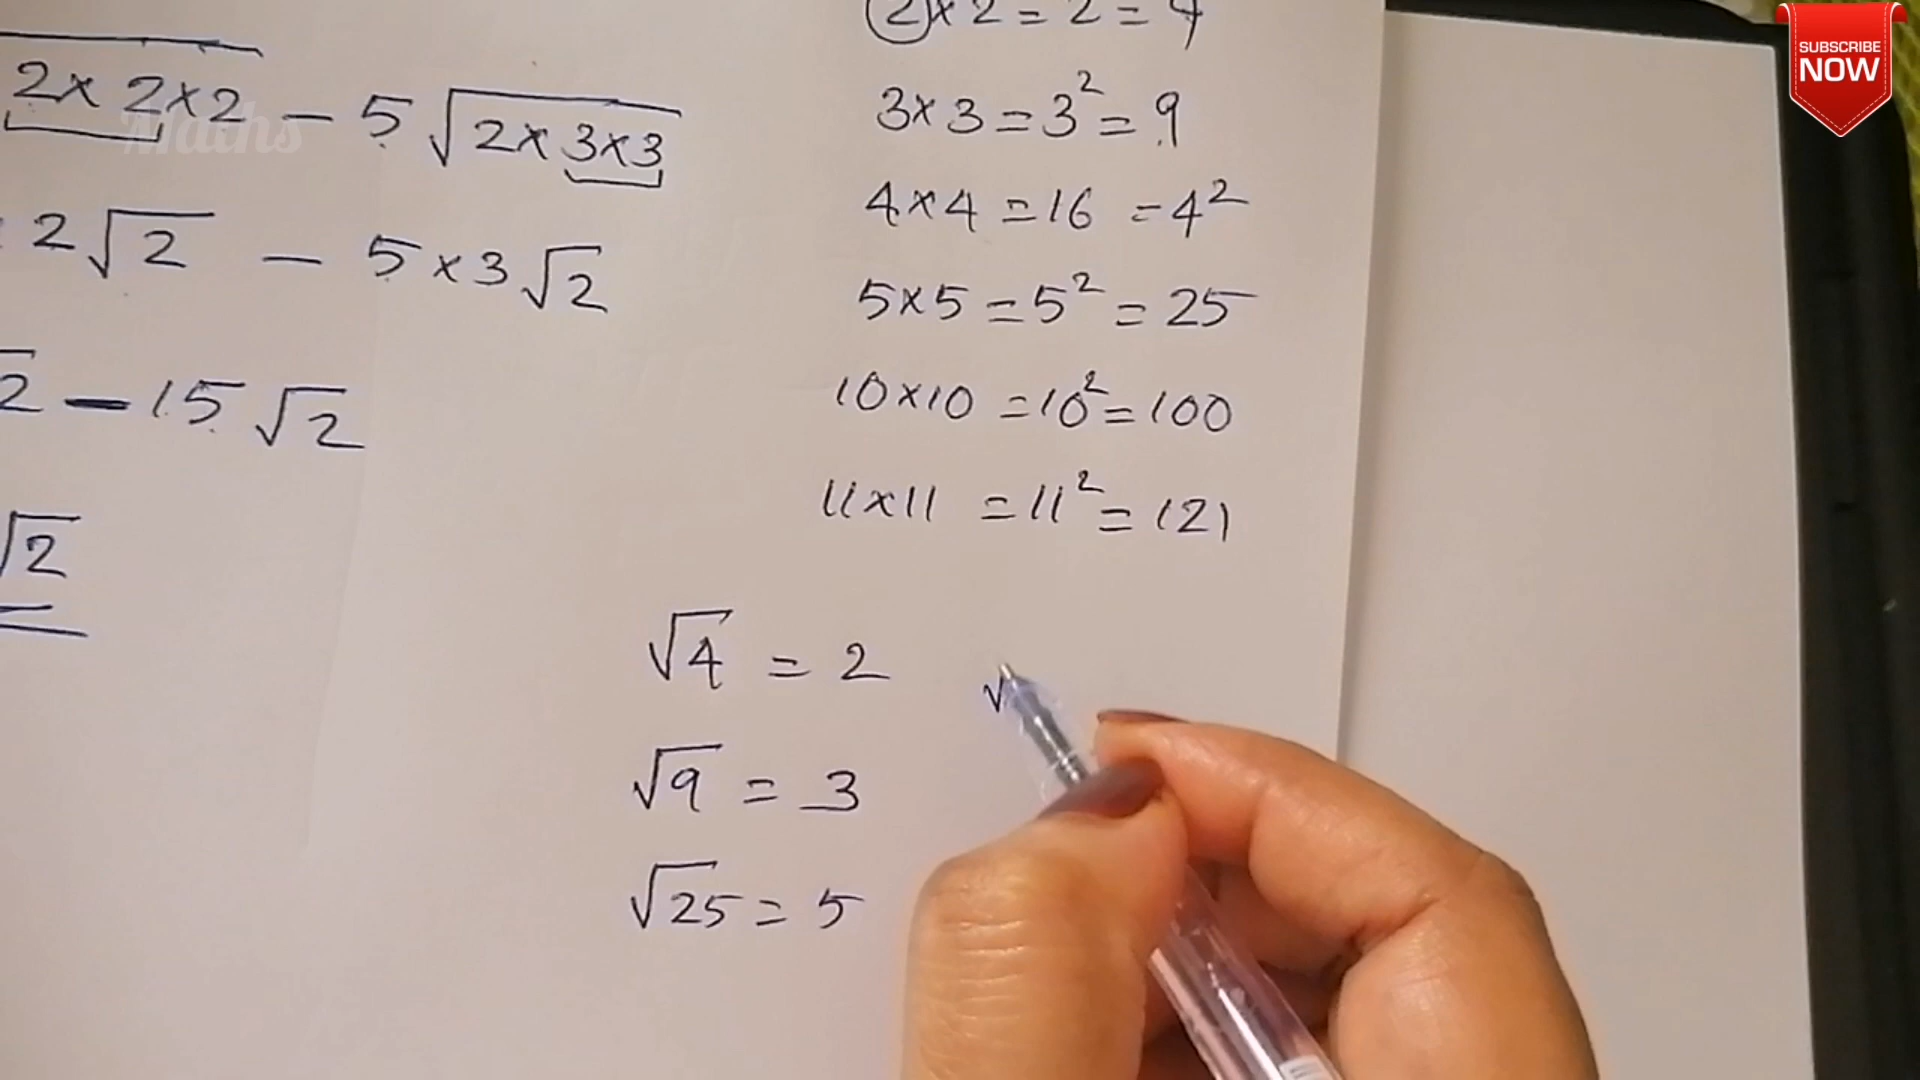 2×2×2 - 5√2×3×3
2√2 - 5×3√2
2 - 15√2
√2
2×2 = 2 = 4
3×3 = 3² = 9
4×4 = 16 = 4²
5×5 = 5² = 25
10×10 = 10² = 100
11×11 = 11² = 121
√4 = 2
√9 = 3
√25 = 5
√
Maths
SUBSCRIBE
NOW